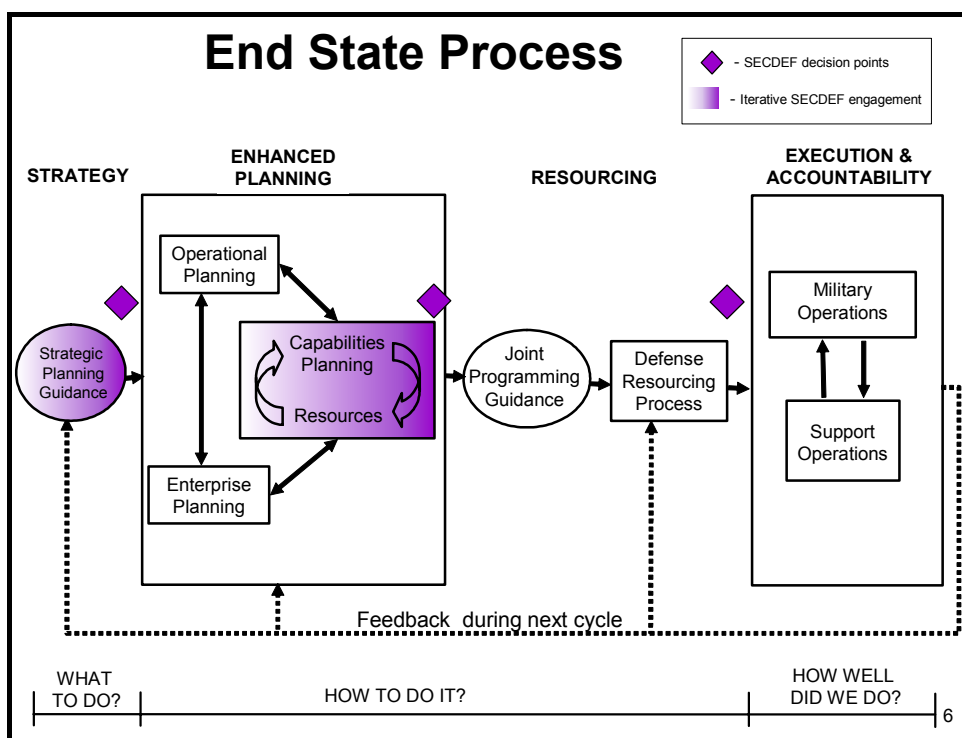 End State Process
- SECDEF decision points
- Iterative SECDEF engagement
STRATEGY
ENHANCED
PLANNING
RESOURCING
EXECUTION &
ACCOUNTABILITY
Operational
Planning
Capabilities
Planning
Resources
Enterprise
Planning
Strategic
Planning
Guidance
Joint
Programming
Guidance
Defense
Resourcing
Process
Military
Operations
Support
Operations
Feedback during next cycle
WHAT
TO DO?
HOW TO DO IT?
HOW WELL
DID WE DO?
6